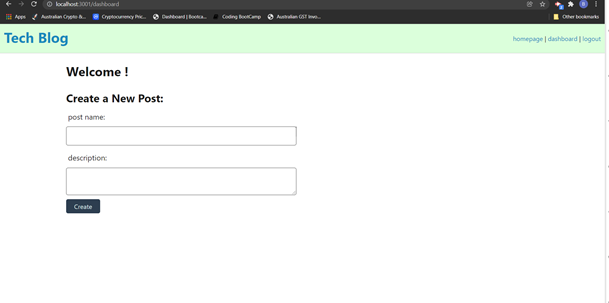 localhost:3001/dashboard
Apps Australian Crypto &... Cryptocurrency Pric... Dashboard | Bootca... Coding BootCamp Australian GST Invo... Other bookmarks
Tech Blog
homepage | dashboard | logout
Welcome !
Create a New Post:
post name:
description:
Create